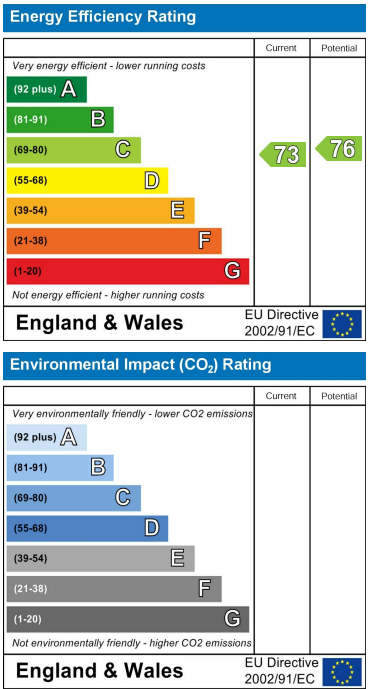 Energy Efficiency Rating
Current Potential
Very energy efficient - lower running costs
(92 plus) A
(81-91) B
(69-80) C
73 76
(55-68) D
(39-54) E
(21-38) F
(1-20) G
Not energy efficient - higher running costs
England & Wales
EU Directive
2002/91/EC
Environmental Impact (CO2) Rating
Current Potential
Very environmentally friendly - lower CO2 emissions
(92 plus) A
(81-91) B
(69-80) C
(55-68) D
(39-54) E
(21-38) F
(1-20) G
Not environmentally friendly - higher CO2 emissions
England & Wales
EU Directive
2002/91/EC